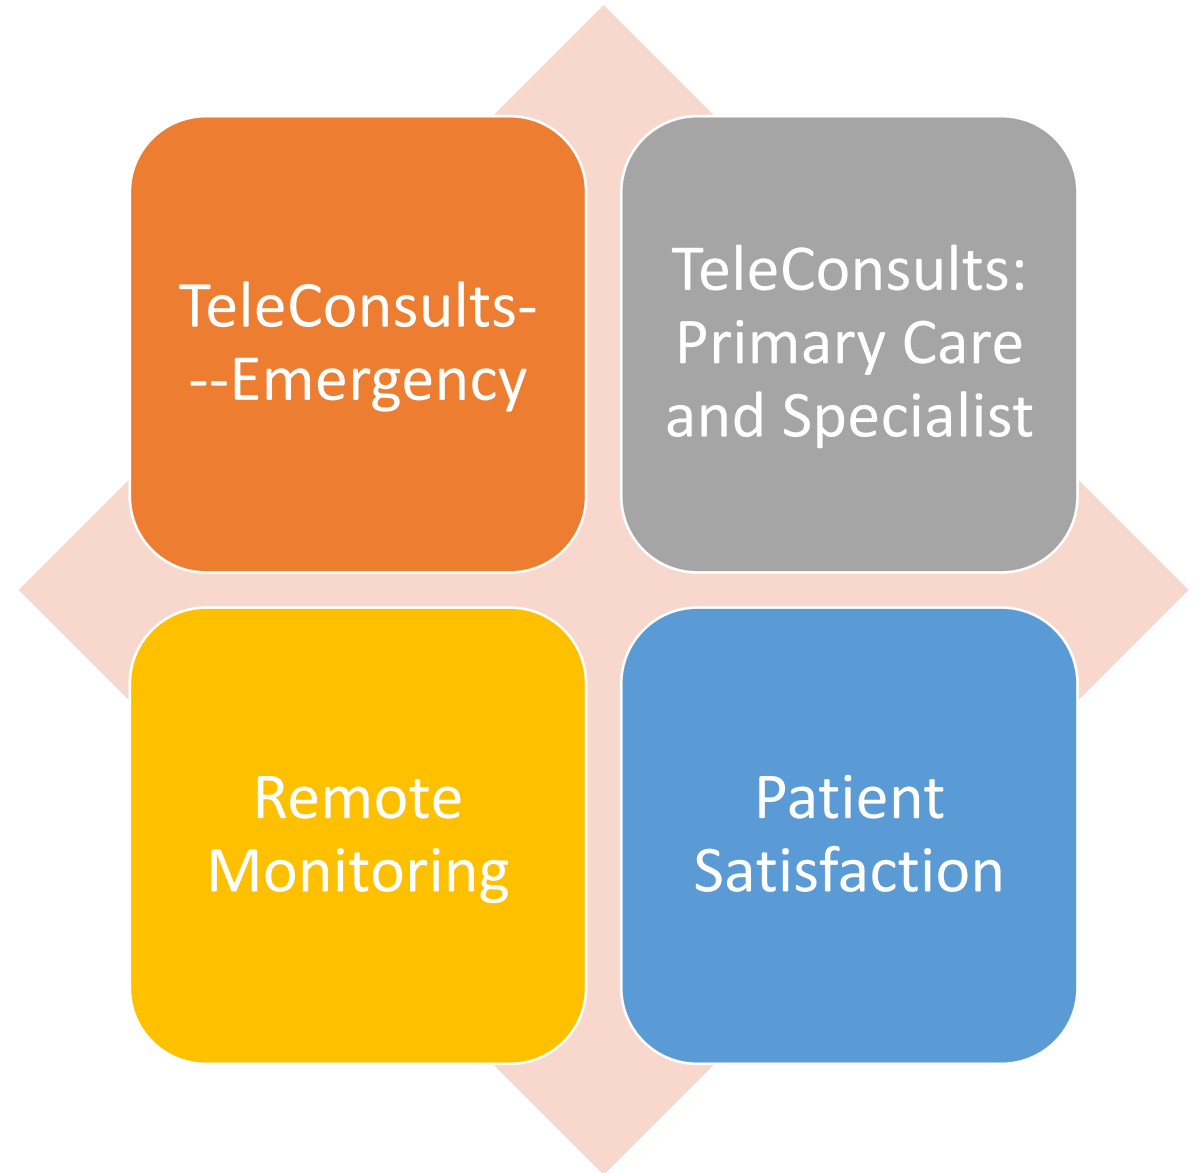 TeleConsults-
--Emergency
TeleConsults:
Primary Care
and Specialist
Remote
Monitoring
Patient
Satisfaction